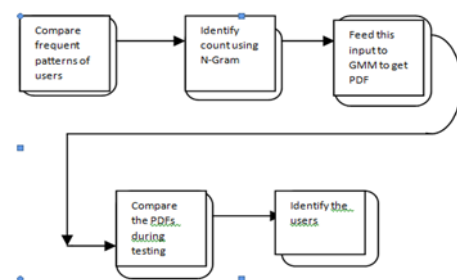 Compare
frequent
patterns of
users
Identify
count using
N-Gram
Feed this
input to
GMM to get
PDF
Compare
the PDFs
during
testing
Identify the
users